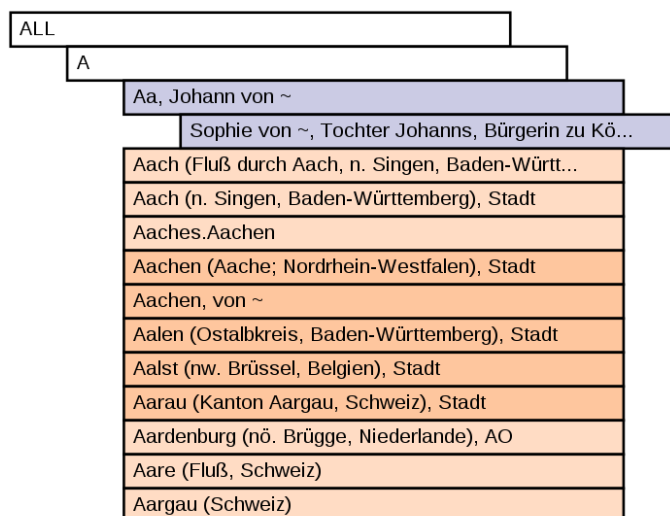 ALL
A
Aa, Johann von ~
Sophie von ~, Tochter Johanns, Bürgerin zu Kö...
Aach (Fluß durch Aach, n. Singen, Baden-Württ...
Aach (n. Singen, Baden-Württemberg), Stadt
Aaches.Aachen
Aachen (Aache; Nordrhein-Westfalen), Stadt
Aachen, von ~
Aalen (Ostalbkreis, Baden-Württemberg), Stadt
Aalst (nw. Brüssel, Belgien), Stadt
Aarau (Kanton Aargau, Schweiz), Stadt
Aardenburg (nö. Brügge, Niederlande), AO
Aare (Fluß, Schweiz)
Aargau (Schweiz)